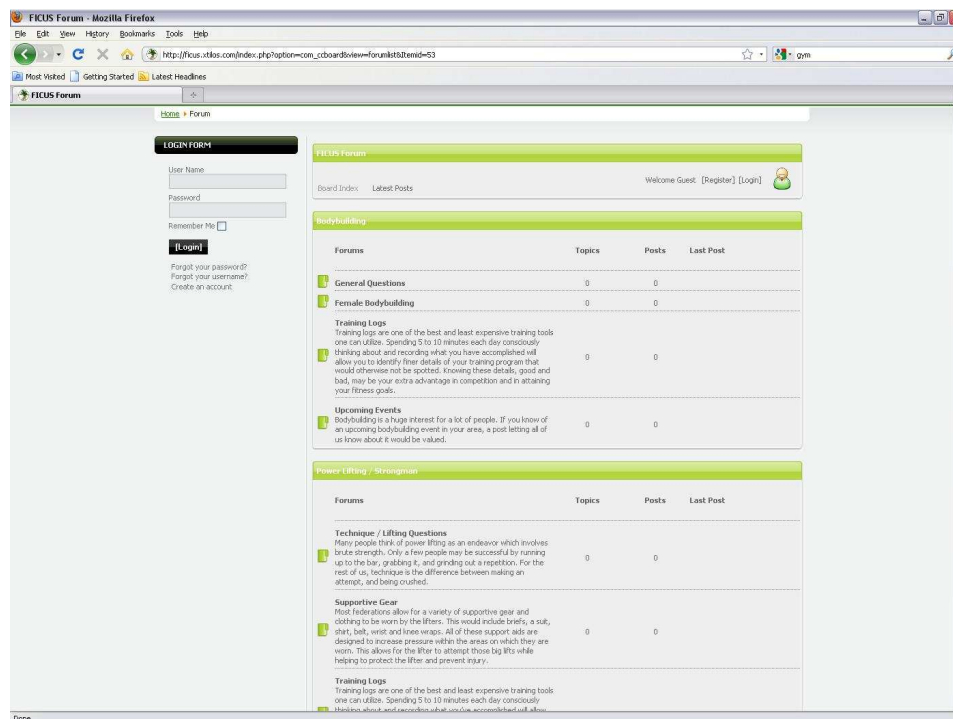 FICUS Forum - Mozilla Firefox
File Edit View History Bookmarks Tools Help
http://ficus.xtilos.com/index.php?option=com_ccboard&view=forumlist&Itemid=53
gym
Most Visited Getting Started Latest Headlines
FICUS Forum
Home Forum
LOGIN FORM
User Name
Password
Remember Me
[Login]
Forgot your password?
Forgot your username?
Create an account
FICUS Forum
Welcome Guest [Register] [Login]
Board Index Latest Posts
Bodybuilding
Forums Topics Posts Last Post
General Questions 0 0
Female Bodybuilding 0 0
Training Logs
Training logs are one of the best and least expensive training tools
one can utilize. Spending 5 to 10 minutes each day consciously
thinking about and recording what you have accomplished will
allow you to identify finer details of your training program that
would otherwise not be spotted. Knowing these details, good and
bad, may be your extra advantage in competition and in attaining
your fitness goals.
0 0
Upcoming Events
Bodybuilding is a huge interest for a lot of people. If you know of
an upcoming bodybuilding event in your area, a post letting all of
us know about it would be valued.
0 0
Power Lifting / Strongman
Forums Topics Posts Last Post
Technique / Lifting Questions
Many people think of power lifting as an endeavor which involves
brute strength. Only a few people may be successful by running
up to the bar, grabbing it, and grinding out a repetition. For the
rest of us, technique is the difference between making an
attempt, and being crushed.
0 0
Supportive Gear
Most federations allow for a variety of supportive gear and
clothing to be worn by the lifters. This would include briefs, a suit,
shirt, belt, wrist and knee wraps. All of these support aids are
designed to increase pressure within the areas on which they are
worn. This allows for the lifter to attempt those big lifts while
helping to protect the lifter and prevent injury.
0 0
Training Logs
Training logs are one of the best and least expensive training tools
one can utilize. Spending 5 to 10 minutes each day consciously
thinking about and recording what you've accomplished will allow
Done